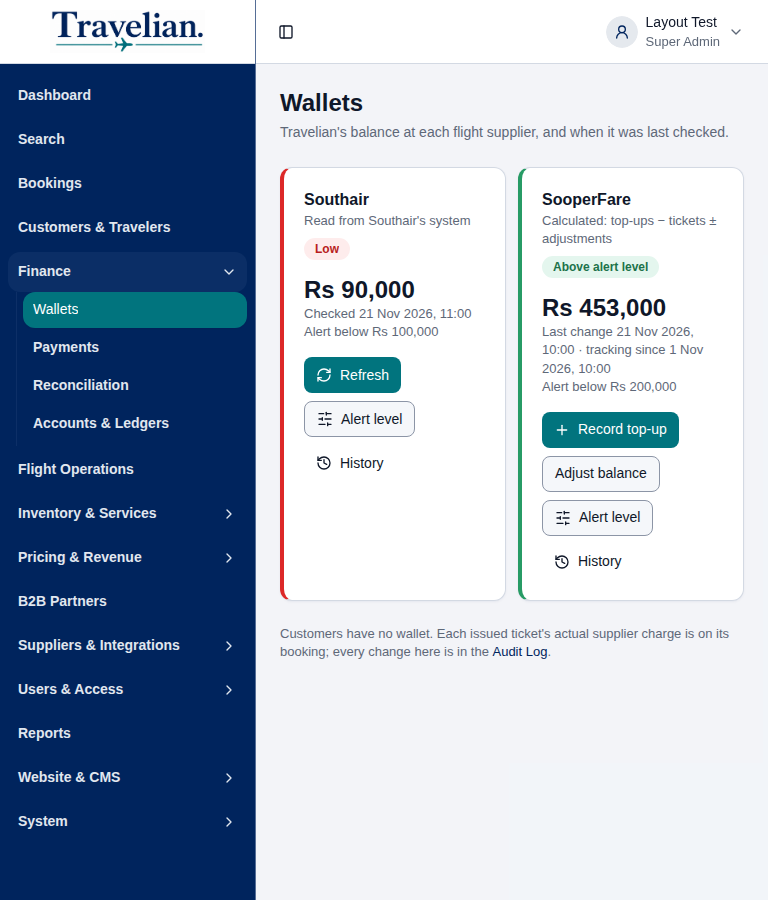 Travelian.
Layout Test
Super Admin
Dashboard
Search
Bookings
Customers & Travelers
Finance
Wallets
Payments
Reconciliation
Accounts & Ledgers
Flight Operations
Inventory & Services
Pricing & Revenue
B2B Partners
Suppliers & Integrations
Users & Access
Reports
Website & CMS
System
Wallets
Travelian's balance at each flight supplier, and when it was last checked.
Southair
Read from Southair's system
Low
Rs 90,000
Checked 21 Nov 2026, 11:00
Alert below Rs 100,000
Refresh
Alert level
History
SooperFare
Calculated: top-ups − tickets ±
adjustments
Above alert level
Rs 453,000
Last change 21 Nov 2026,
10:00 · tracking since 1 Nov
2026, 10:00
Alert below Rs 200,000
Record top-up
Adjust balance
Alert level
History
Customers have no wallet. Each issued ticket's actual supplier charge is on its
booking; every change here is in the Audit Log.